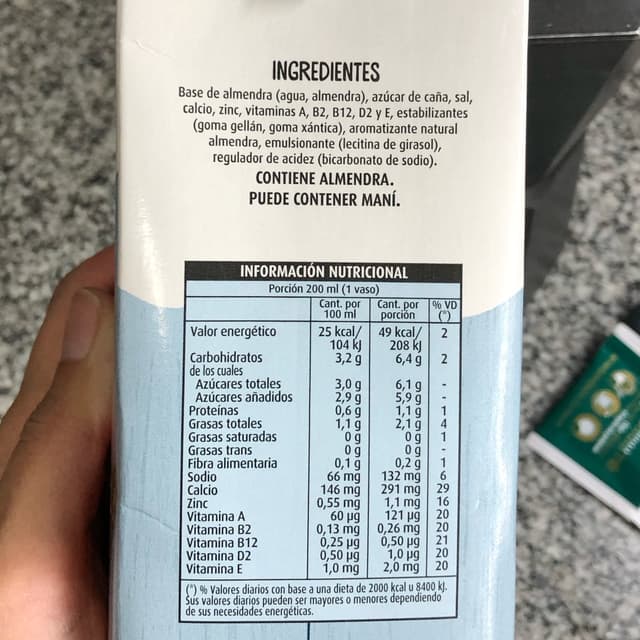 INGREDIENTES
Base de almendra (agua, almendra), azúcar de caña, sal,
calcio, zinc, vitaminas A, B2, B12, D2 y E, estabilizantes
(goma gellán, goma xántica), aromatizante natural
almendra, emulsionante (lecitina de girasol),
regulador de acidez (bicarbonato de sodio).
CONTIENE ALMENDRA.
PUEDE CONTENER MANÍ.
INFORMACIÓN NUTRICIONAL
Porción 200 ml (1 vaso)
Cant. por 100 ml Cant. por porción % VD (*)
Valor energético 25 kcal/ 49 kcal/ 2
104 kJ 208 kJ
Carbohidratos 3,2 g 6,4 g 2
de los cuales
Azúcares totales 3,0 g 6,1 g -
Azúcares añadidos 2,9 g 5,9 g -
Proteínas 0,6 g 1,1 g 1
Grasas totales 1,1 g 2,1 g 4
Grasas saturadas 0 g 0 g 1
Grasas trans 0 g 0 g -
Fibra alimentaria 0,1 g 0,2 g 1
Sodio 66 mg 132 mg 6
Calcio 146 mg 291 mg 29
Zinc 0,55 mg 1,1 mg 16
Vitamina A 60 µg 121 µg 20
Vitamina B2 0,13 mg 0,26 mg 20
Vitamina B12 0,25 µg 0,50 µg 21
Vitamina D2 0,50 µg 1,0 µg 20
Vitamina E 1,0 mg 2,0 mg 20
(*) % Valores diarios con base a una dieta de 2000 kcal u 8400 kJ.
Sus valores diarios pueden ser mayores o menores dependiendo
de sus necesidades energéticas.